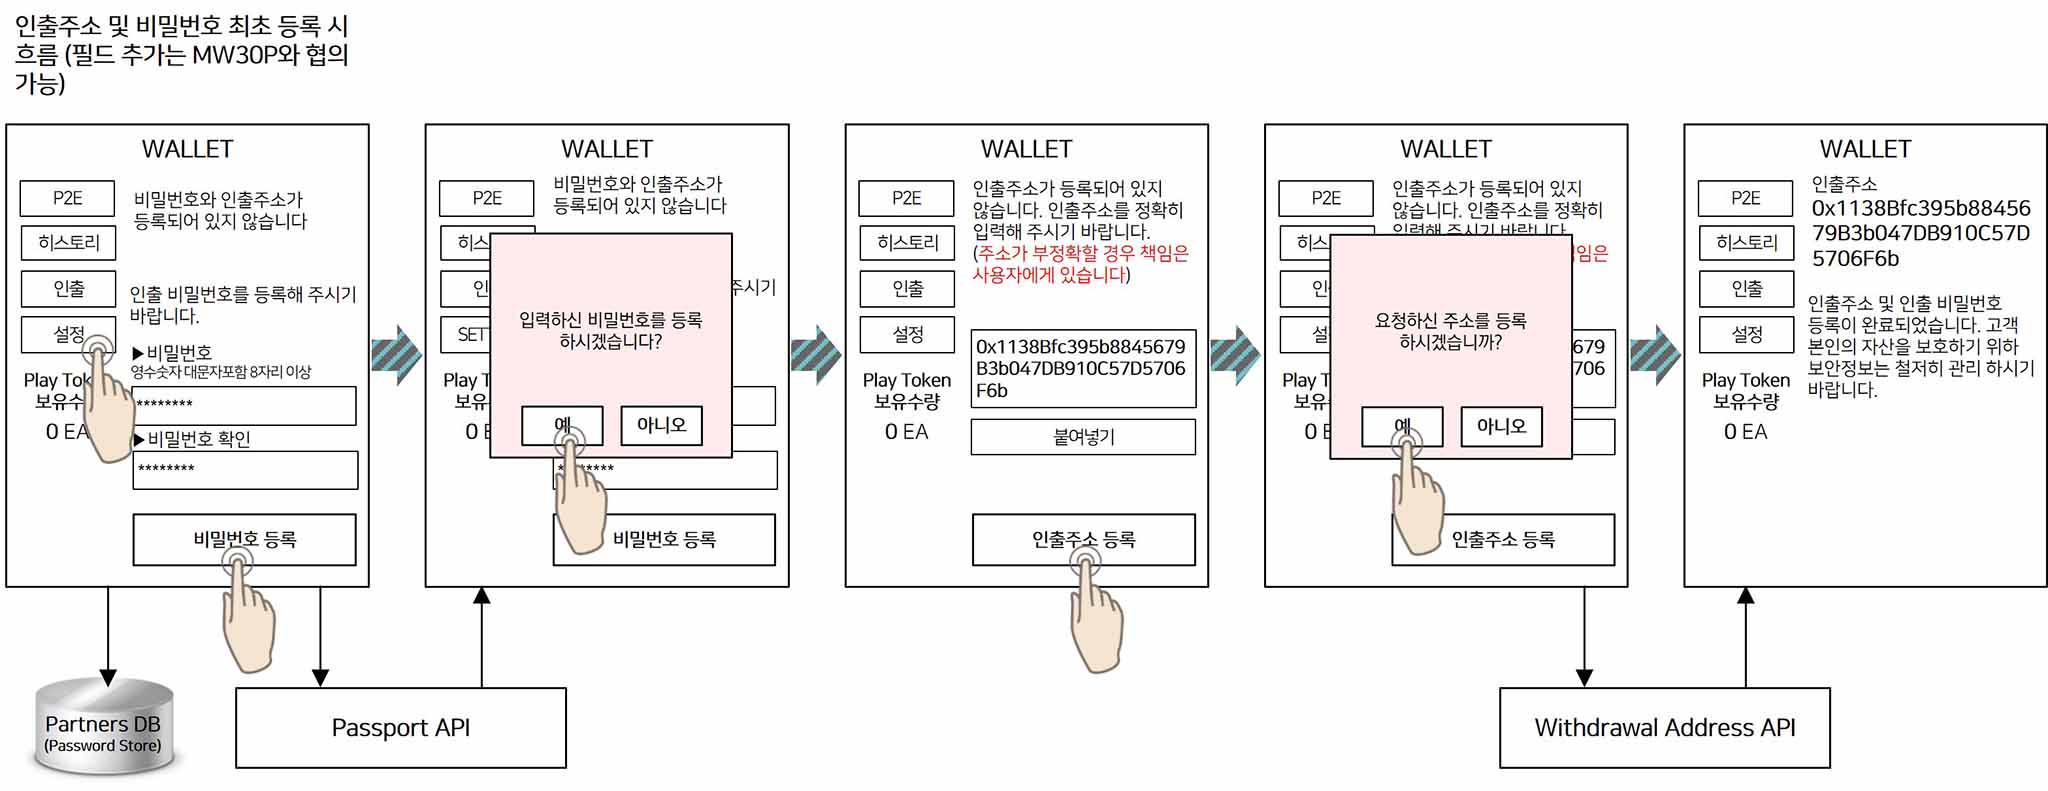 인출주소 및 비밀번호 최초 등록 시
흐름 (필드 추가는 MW30P와 협의
가능)
WALLET
P2E
히스토리
인출
설정
Play Tok
보유수
0 EA
비밀번호와 인출주소가
등록되어 있지 않습니다
인출 비밀번호를 등록해 주시기
바랍니다.
▶비밀번호
영수숫자 대문자포함 8자리 이상
********
▶비밀번호 확인
********
비밀번호 등록
WALLET
P2E
히스
인
SET
Play T
보유
0 E
비밀번호와 인출주소가
등록되어 있지 않습니다
주시기
입력하신 비밀번호를 등록
하시겠습니다?
예
아니오
비밀번호 등록
WALLET
P2E
히스토리
인출
설정
Play Token
보유수량
0 EA
인출주소가 등록되어 있지
않습니다. 인출주소를 정확히
입력해 주시기 바랍니다.
(주소가 부정확할 경우 책임은
사용자에게 있습니다)
0x1138Bfc395b8845679
B3b047DB910C57D5706
F6b
붙여넣기
인출주소 등록
WALLET
P2E
히스
인
설
Play T
보유
0 E
인출주소가 등록되어 있지
않습니다. 인출주소를 정확히
입력해 주시기 바랍니다.
임은
679
706
요청하신 주소를 등록
하시겠습니까?
예
아니오
인출주소 등록
WALLET
P2E
히스토리
인출
설정
Play Token
보유수량
0 EA
인출주소
0x1138Bfc395b88456
79B3b047DB910C57D
5706F6b
인출주소 및 인출 비밀번호
등록이 완료되었습니다. 고객
본인의 자산을 보호하기 위하
보안정보는 철저히 관리 하시기
바랍니다.
Partners DB
(Password Store)
Passport API
Withdrawal Address API